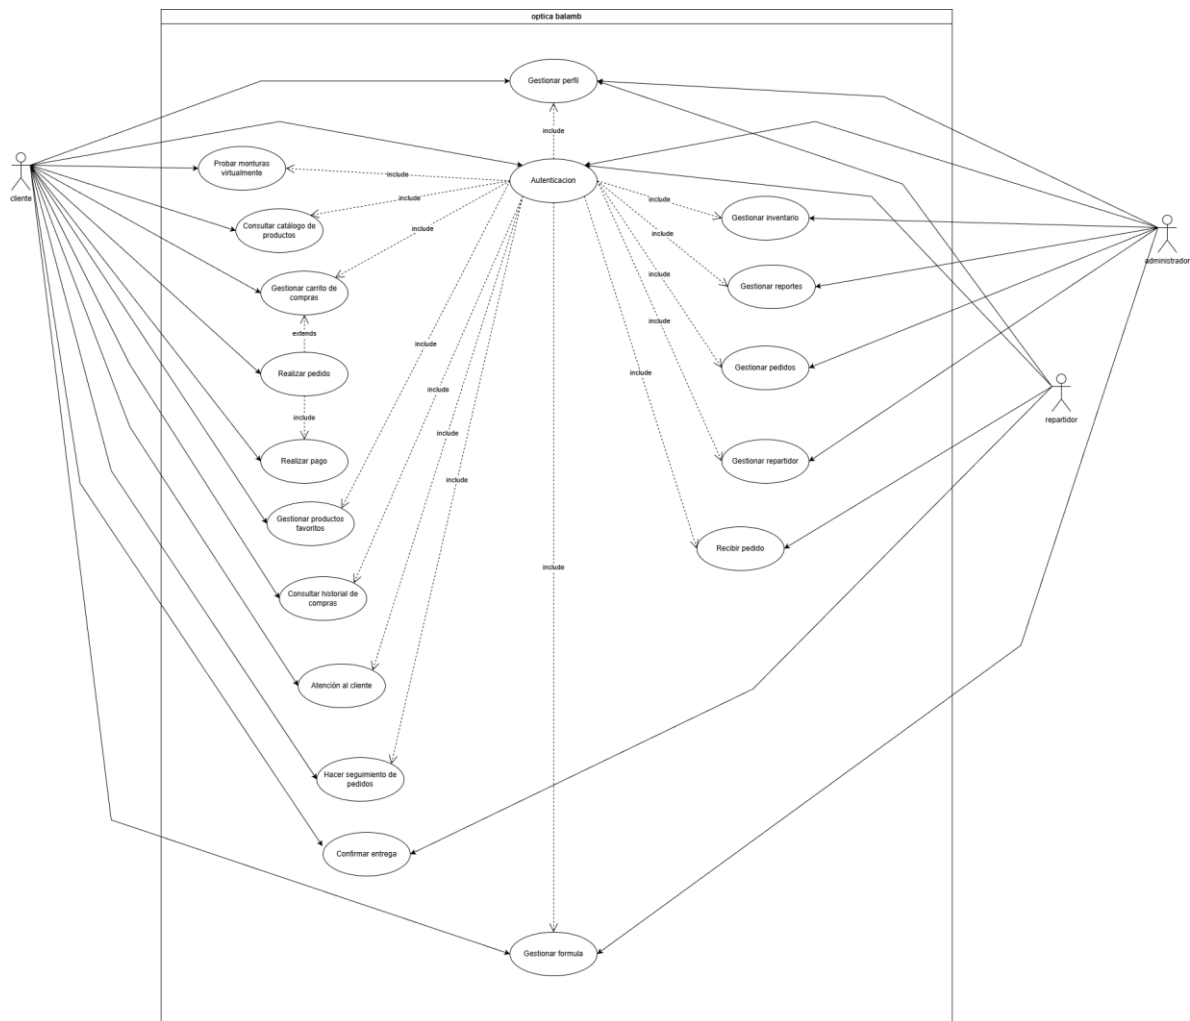 optica balamb
Gestionar perfil
include
Autenticacion
Probar monturas
virtualmente
include
cliente
Consultar catálogo de
productos
include
include
Gestionar carrito de
compras
extends
Realizar pedido
include
Realizar pago
include
Gestionar productos
favoritos
include
Consultar historial de
compras
include
Atención al cliente
include
Hacer seguimiento de
pedidos
Confirmar entrega
include
Gestionar formula
include
Gestionar inventario
include
Gestionar reportes
include
Gestionar pedidos
include
Gestionar repartidor
include
Recibir pedido
administrador
repartidor